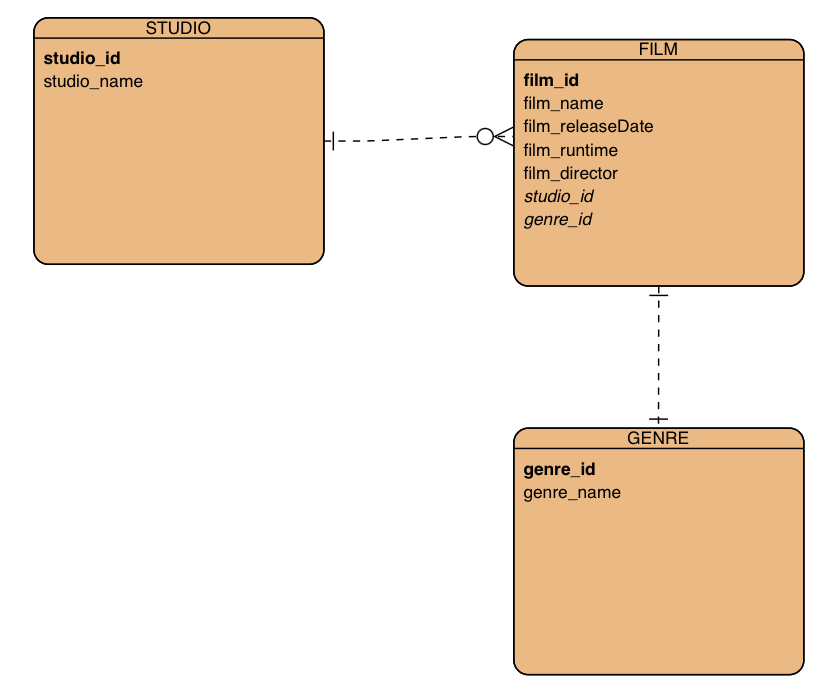 STUDIO
studio_id
studio_name
FILM
film_id
film_name
film_releaseDate
film_runtime
film_director
studio_id
genre_id
GENRE
genre_id
genre_name